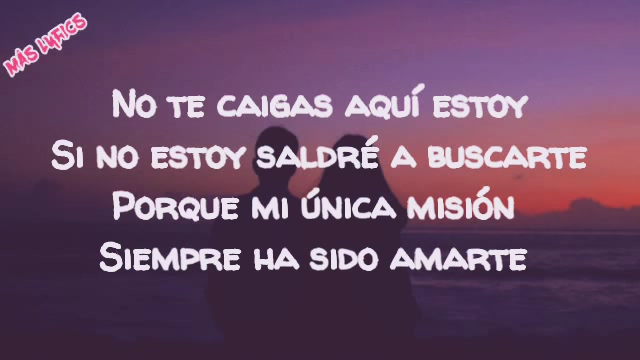 MÁS LYRICS
No te caigas aquí estoy
Si no estoy saldré a buscarte
Porque mi única misión
Siempre ha sido amarte